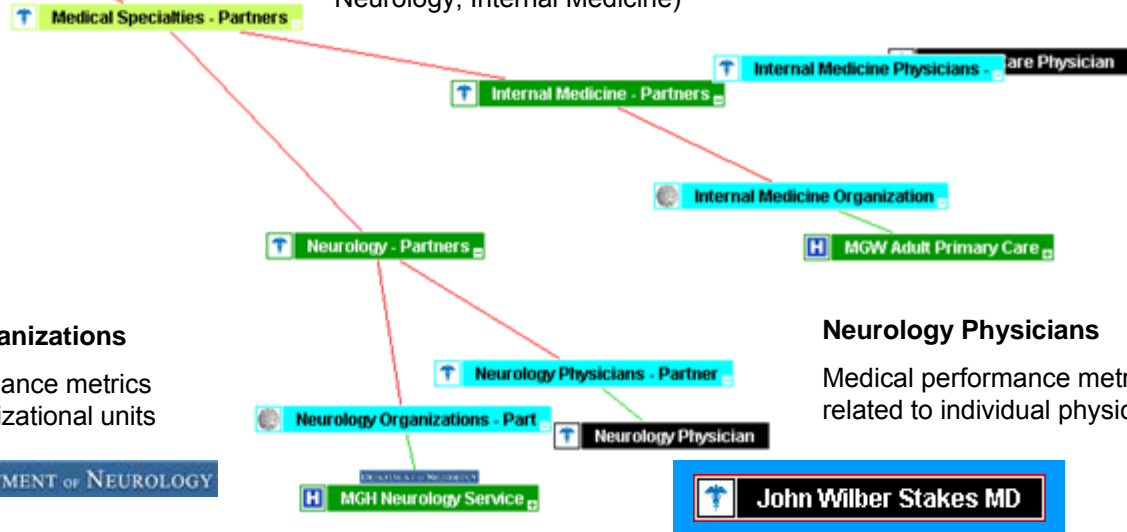 Neurology, Internal Medicine)
Medical Specialties - Partners
Internal Medicine Physicians -
are Physician
Internal Medicine - Partners
Internal Medicine Organization
Neurology - Partners
MGW Adult Primary Care
anizations
Neurology Physicians
ance metrics
izational units
Medical performance metr
related to individual physic
Neurology Physicians - Partner
Neurology Organizations - Part
Neurology Physician
MENT OF NEUROLOGY
H MGH Neurology Service
John Wilber Stakes MD